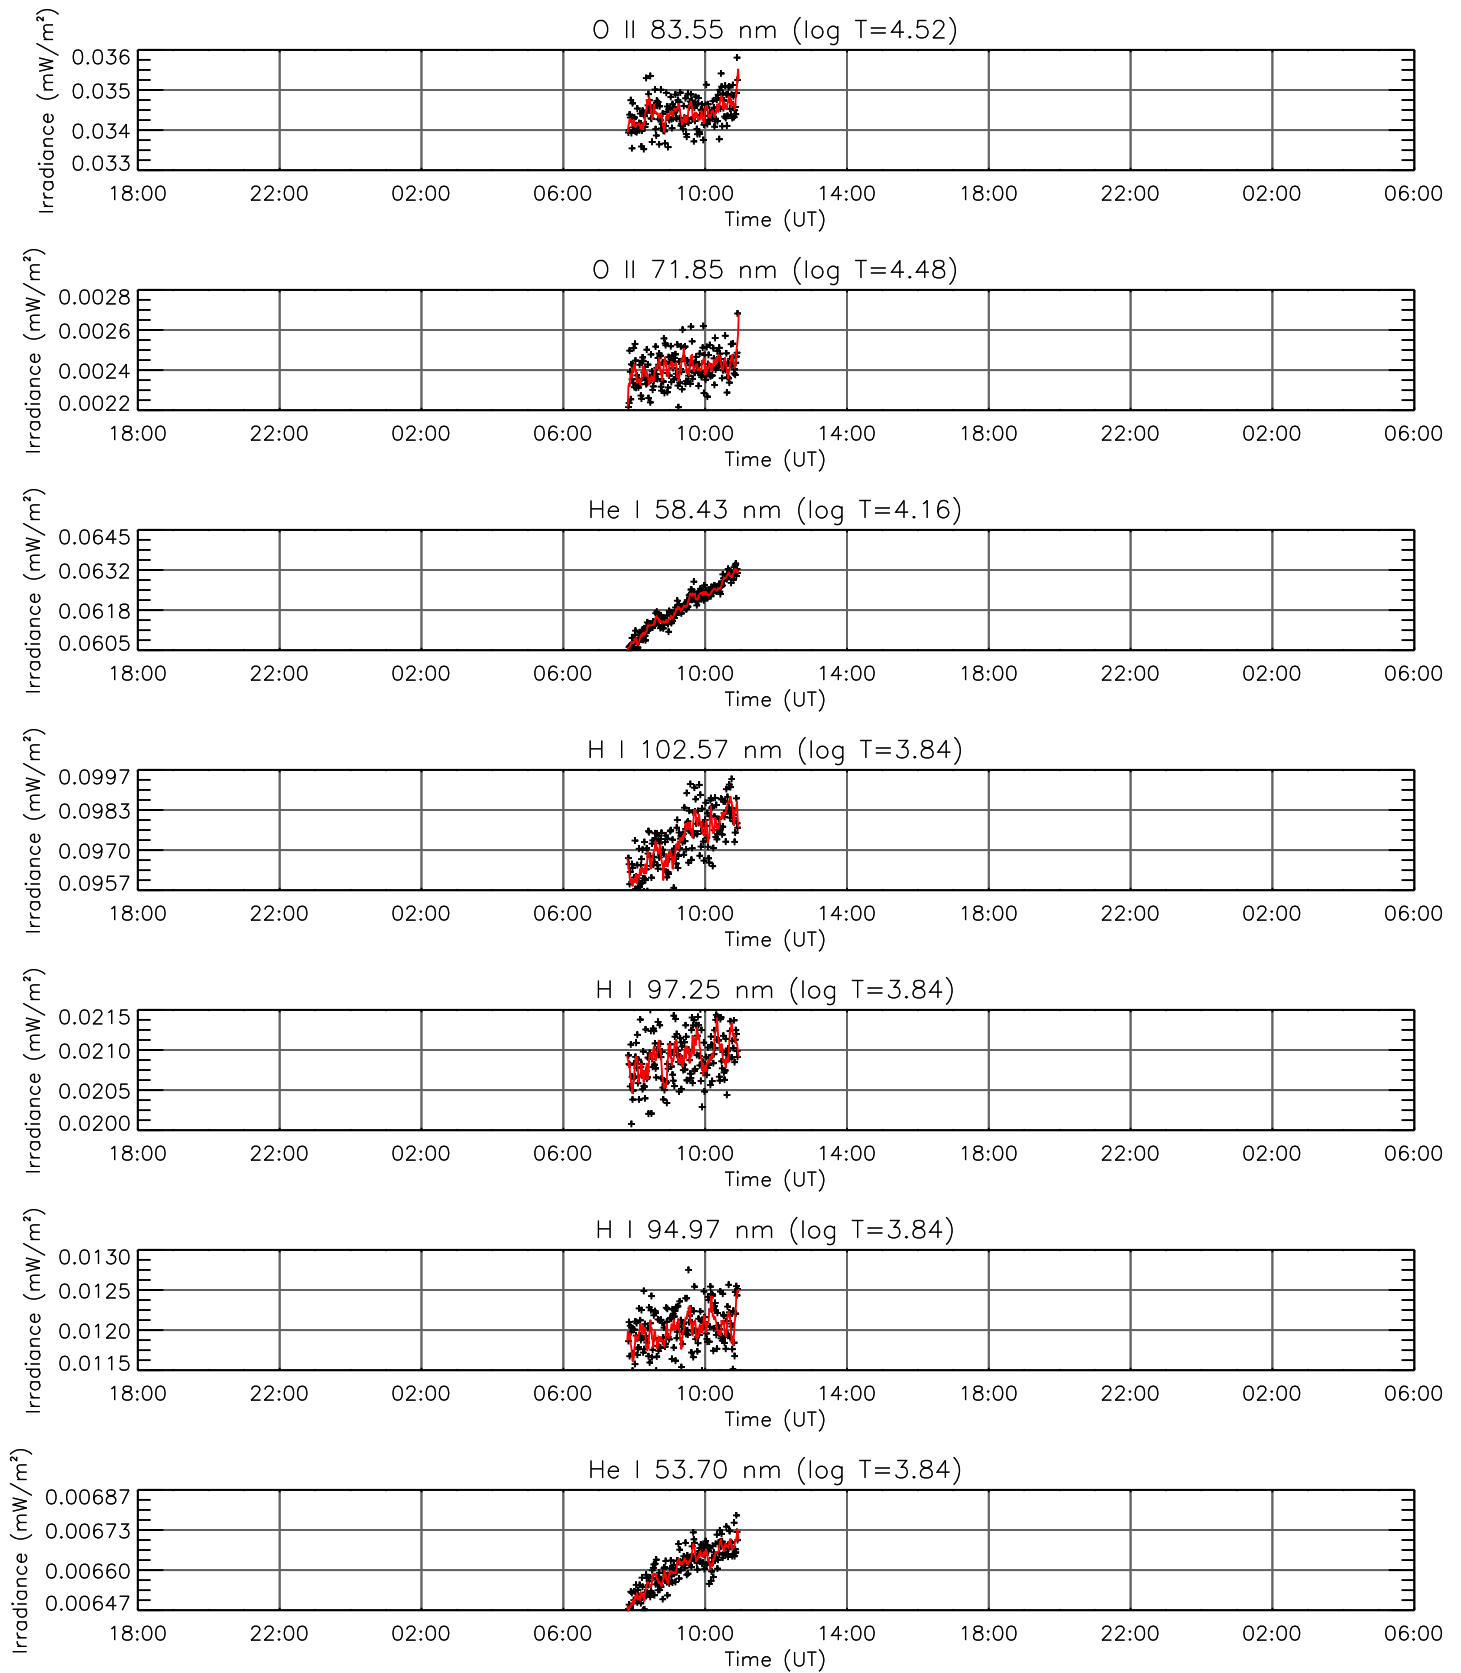 O II 83.55 nm (log T=4.52)
Irradiance (mW/m²)
0.036
0.035
0.034
0.033
18:00 22:00 02:00 06:00 10:00 14:00 18:00 22:00 02:00 06:00
Time (UT)
O II 71.85 nm (log T=4.48)
Irradiance (mW/m²)
0.0028
0.0026
0.0024
0.0022
18:00 22:00 02:00 06:00 10:00 14:00 18:00 22:00 02:00 06:00
Time (UT)
He I 58.43 nm (log T=4.16)
Irradiance (mW/m²)
0.0645
0.0632
0.0618
0.0605
18:00 22:00 02:00 06:00 10:00 14:00 18:00 22:00 02:00 06:00
Time (UT)
H I 102.57 nm (log T=3.84)
Irradiance (mW/m²)
0.0997
0.0983
0.0970
0.0957
18:00 22:00 02:00 06:00 10:00 14:00 18:00 22:00 02:00 06:00
Time (UT)
H I 97.25 nm (log T=3.84)
Irradiance (mW/m²)
0.0215
0.0210
0.0205
0.0200
18:00 22:00 02:00 06:00 10:00 14:00 18:00 22:00 02:00 06:00
Time (UT)
H I 94.97 nm (log T=3.84)
Irradiance (mW/m²)
0.0130
0.0125
0.0120
0.0115
18:00 22:00 02:00 06:00 10:00 14:00 18:00 22:00 02:00 06:00
Time (UT)
He I 53.70 nm (log T=3.84)
Irradiance (mW/m²)
0.00687
0.00673
0.00660
0.00647
18:00 22:00 02:00 06:00 10:00 14:00 18:00 22:00 02:00 06:00
Time (UT)